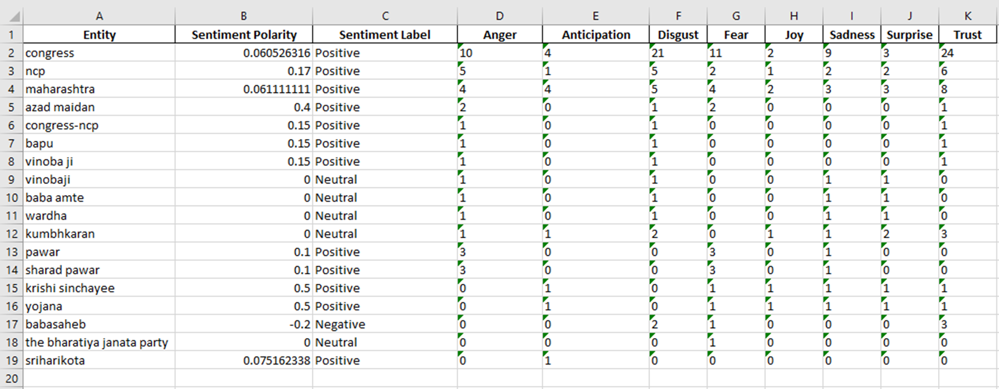 A B C D E F G H I J K
1 Entity Sentiment Polarity Sentiment Label Anger Anticipation Disgust Fear Joy Sadness Surprise Trust
2 congress 0.060526316 Positive 10 4 21 11 2 9 3 24
3 ncp 0.17 Positive 5 1 5 2 1 2 2 6
4 maharashtra 0.061111111 Positive 4 4 5 4 2 3 3 8
5 azad maidan 0.4 Positive 2 0 1 2 0 0 0 1
6 congress-ncp 0.15 Positive 1 0 1 0 0 0 0 1
7 bapu 0.15 Positive 1 0 1 0 0 0 0 1
8 vinoba ji 0.15 Positive 1 0 1 0 0 0 0 1
9 vinobaji 0 Neutral 1 0 1 0 0 1 1 0
10 baba amte 0 Neutral 1 0 1 0 0 1 1 0
11 wardha 0 Neutral 1 0 1 0 0 1 1 0
12 kumbhkaran 0 Neutral 1 1 2 0 1 1 2 3
13 pawar 0.1 Positive 3 0 0 3 0 1 0 0
14 sharad pawar 0.1 Positive 3 0 0 3 0 1 0 0
15 krishi sinchayee 0.5 Positive 0 1 0 1 1 1 1 1
16 yojana 0.5 Positive 0 1 0 1 1 1 1 1
17 babasaheb -0.2 Negative 0 0 2 1 0 0 0 3
18 the bharatiya janata party 0 Neutral 0 0 0 1 0 0 0 0
19 sriharikota 0.075162338 Positive 0 1 0 0 0 0 0 0
20